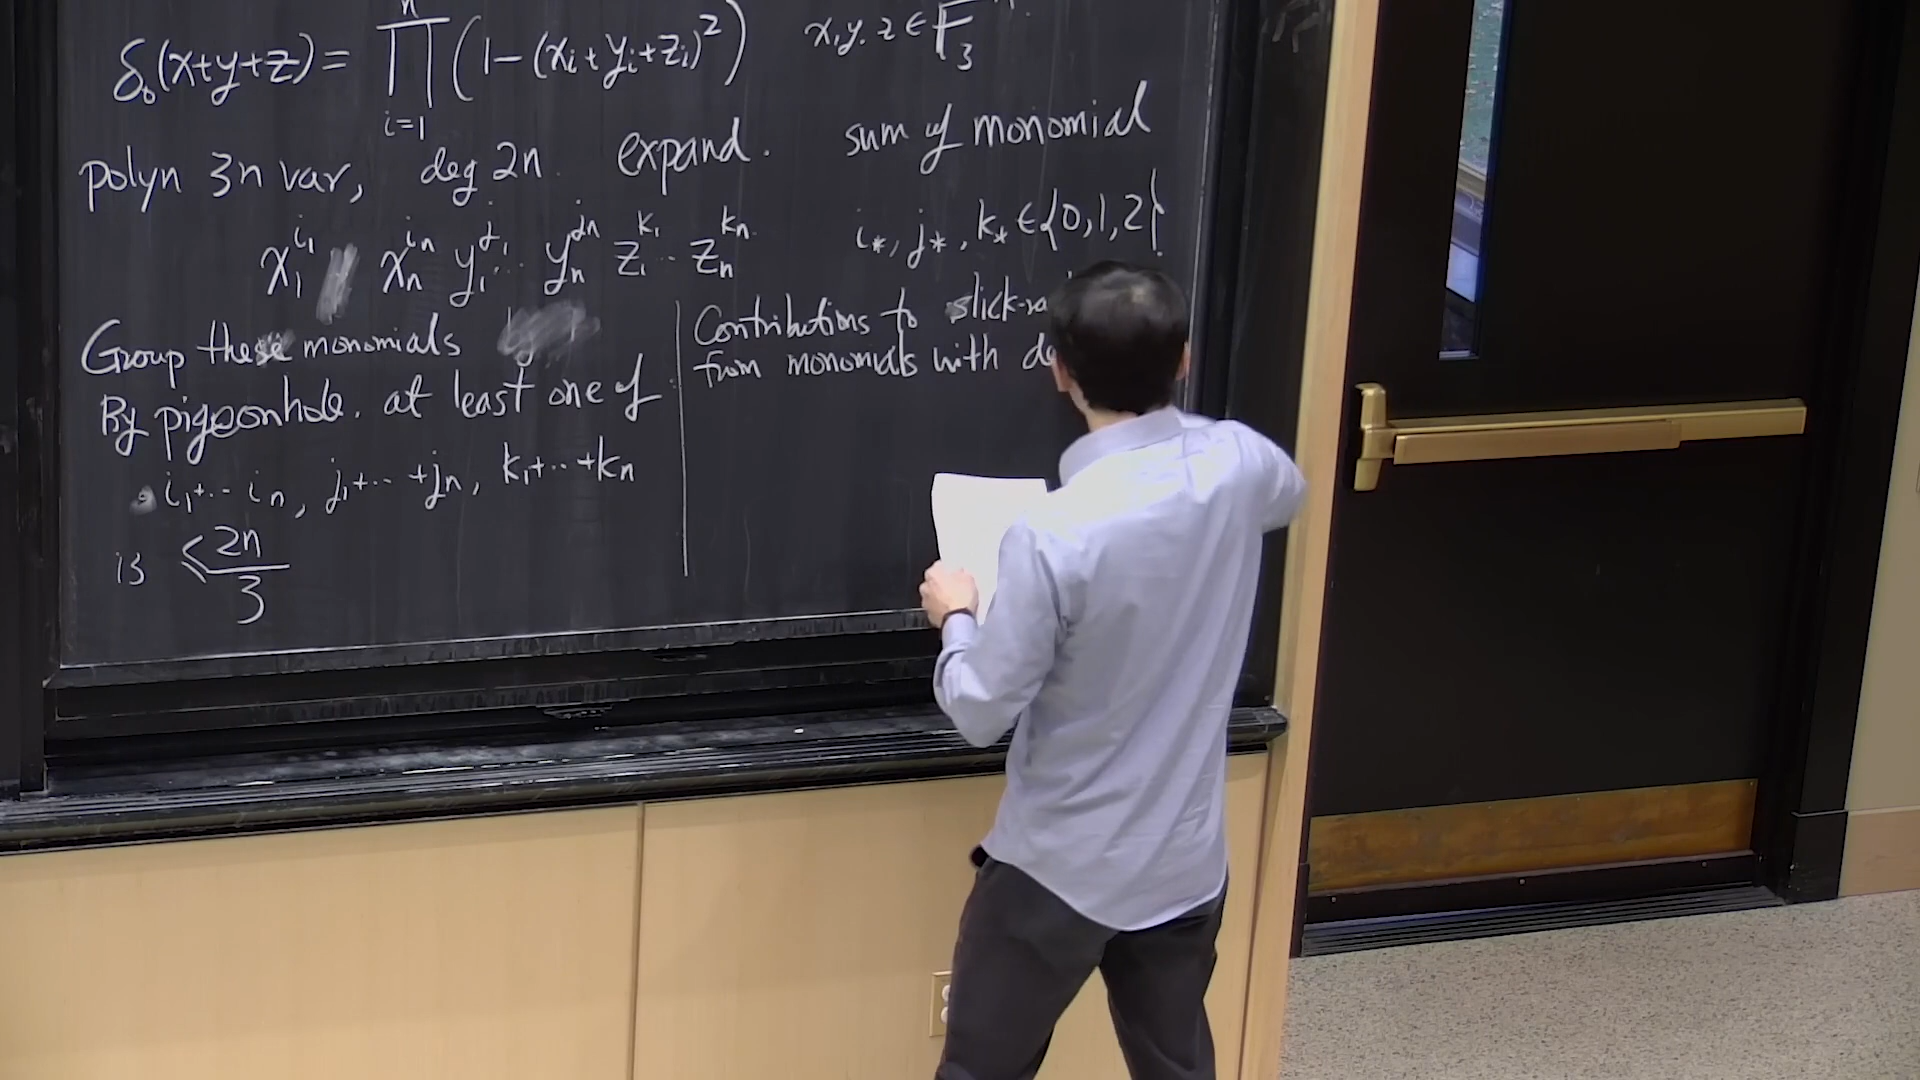 δ₀(x+y+z) = ∏_{i=1}^{n} (1-(xᵢ+yᵢ+zᵢ)²)    x,y,z ∈ F₃ⁿ
polyn 3n var, deg 2n. expand. sum of monomial
x₁^{i₁} xₙ^{iₙ} y₁^{j₁} ... yₙ^{jₙ} z₁^{k₁} ... zₙ^{kₙ}    i*, j*, k* ∈ {0,1,2}
Group these monomials
By pigeonhole, at least one of
i₁+... iₙ, j₁+...+jₙ, k₁+...+kₙ
is ≤ 2n/3
Contributions to slick-
from monomials with